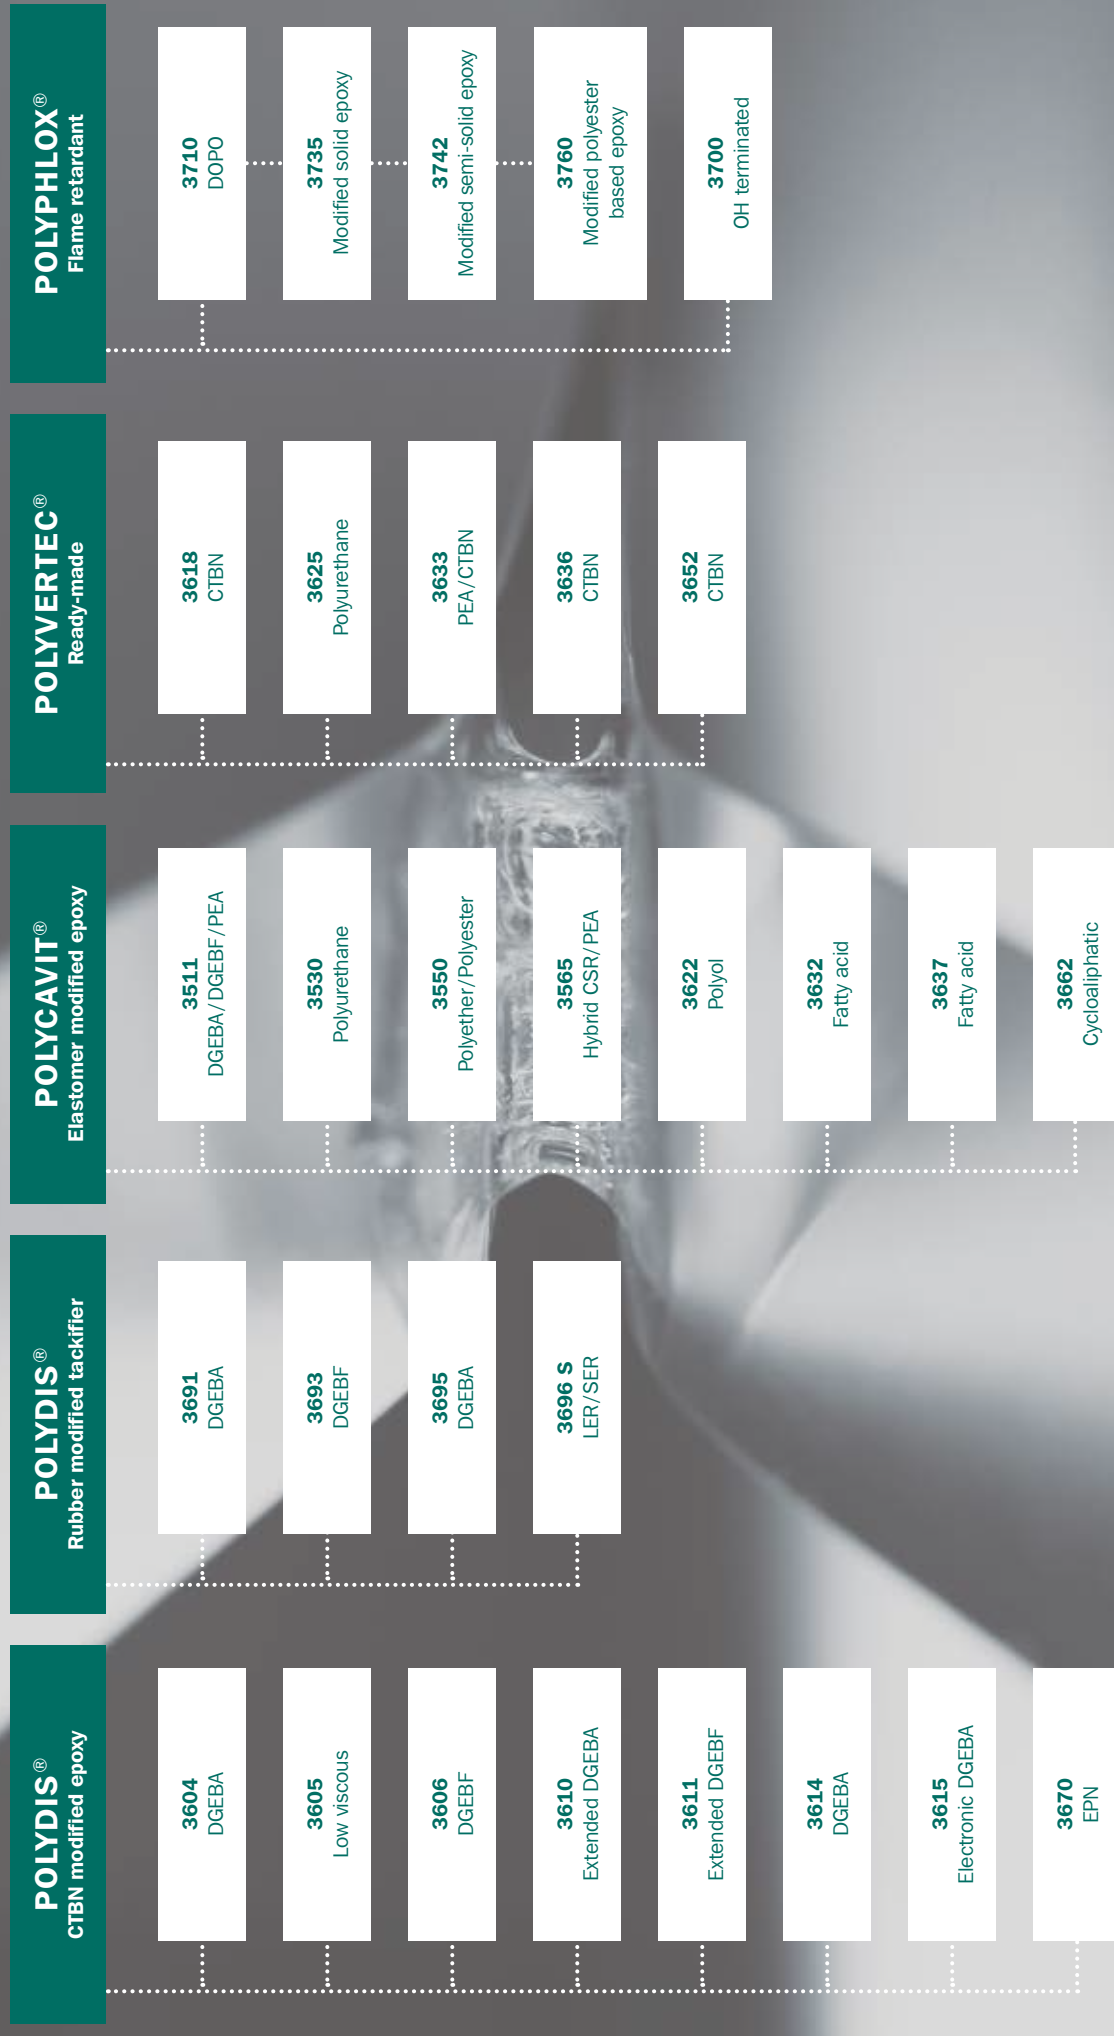 POLYDIS®
CTBN modified epoxy
3604
DGEBA
3605
Low viscous
3606
DGEBF
3610
Extended DGEBA
3611
Extended DGEBF
3614
DGEBA
3615
Electronic DGEBA
3670
EPN
POLYDIS®
Rubber modified tackifier
3691
DGEBA
3693
DGEBF
3695
DGEBA
3696 S
LER/SER
POLYCAVIT®
Elastomer modified epoxy
3511
DGEBA/DGEBF/PEA
3530
Polyurethane
3550
Polyether/Polyester
3565
Hybrid CSR/PEA
3622
Polyol
3632
Fatty acid
3637
Fatty acid
3662
Cycloaliphatic
POLYVERTEC®
Ready-made
3618
CTBN
3625
Polyurethane
3633
PEA/CTBN
3636
CTBN
3652
CTBN
POLYPHLOX®
Flame retardant
3710
DOPO
3735
Modified solid epoxy
3742
Modified semi-solid epoxy
3760
Modified polyester
based epoxy
3700
OH terminated